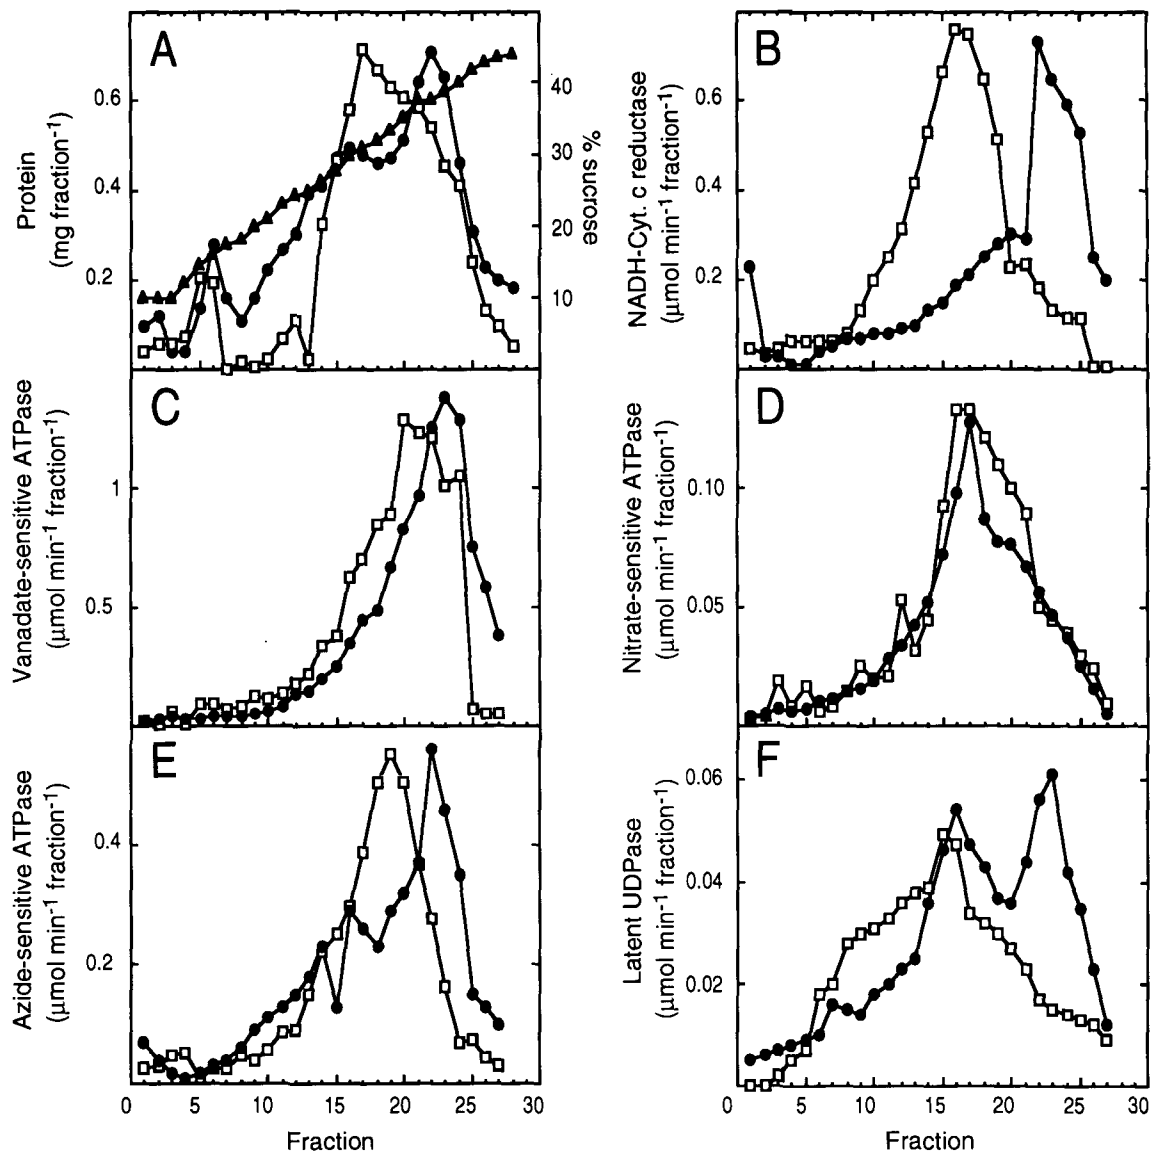 A
Protein
(mg fraction-1)
0.6
0.4
0.2
40
30
20
10
% sucrose
B
NADH-Cyt. c reductase
(μmol min-1 fraction-1)
0.6
0.4
0.2
C
Vanadate-sensitive ATPase
(μmol min-1 fraction-1)
1
0.5
D
Nitrate-sensitive ATPase
(μmol min-1 fraction-1)
0.10
0.05
E
Azide-sensitive ATPase
(μmol min-1 fraction-1)
0.4
0.2
0 5 10 15 20 25 30
Fraction
F
Latent UDPase
(μmol min-1 fraction-1)
0.06
0.04
0.02
0 5 10 15 20 25 30
Fraction